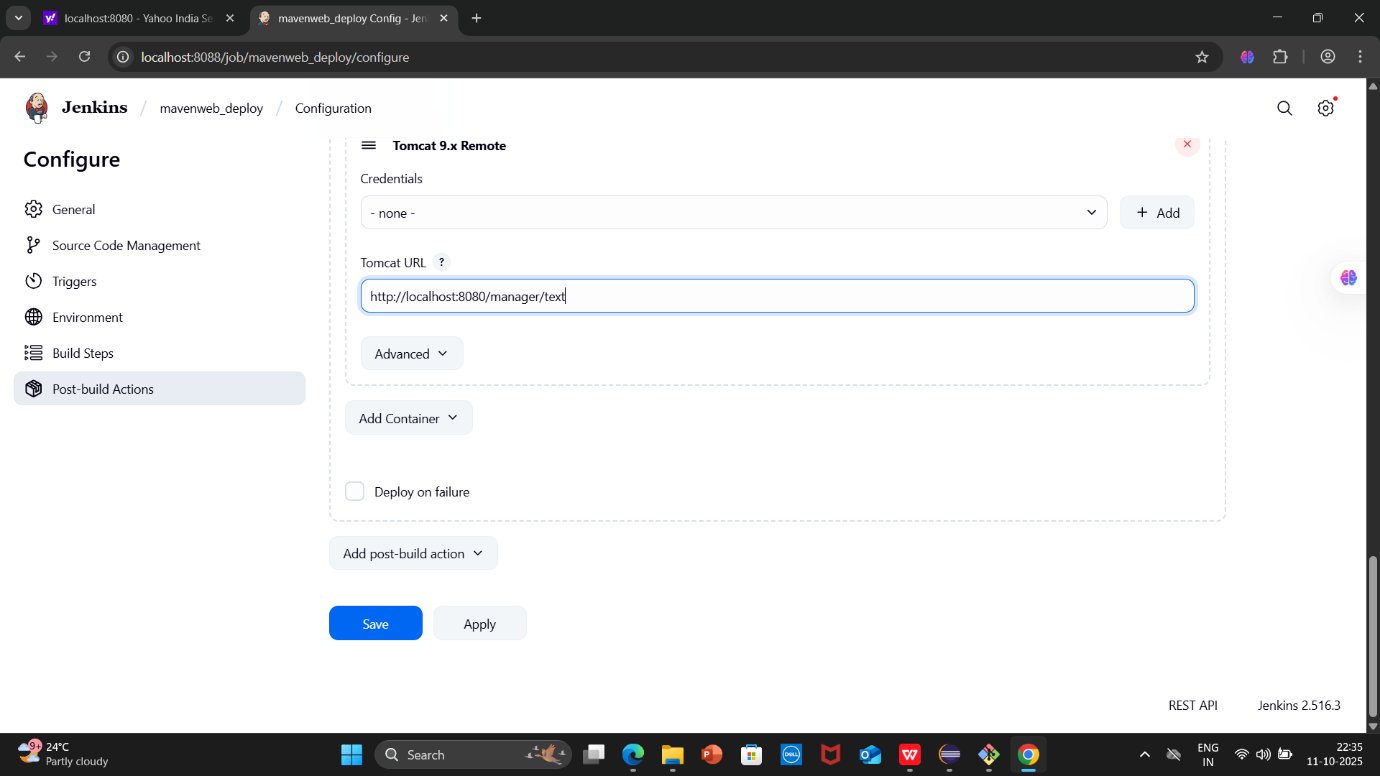 localhost:8080 - Yahoo India Se
mavenweb_deploy Config - Jen
localhost:8088/job/mavenweb_deploy/configure
Jenkins / mavenweb_deploy / Configuration
Configure
General
Source Code Management
Triggers
Environment
Build Steps
Post-build Actions
Tomcat 9.x Remote
Credentials
- none -
+ Add
Tomcat URL ?
http://localhost:8080/manager/text
Advanced
Add Container
Deploy on failure
Add post-build action
Save
Apply
REST API
Jenkins 2.516.3
9+
24°C
Partly cloudy
Search
DELL
ENG
IN
22:35
11-10-2025